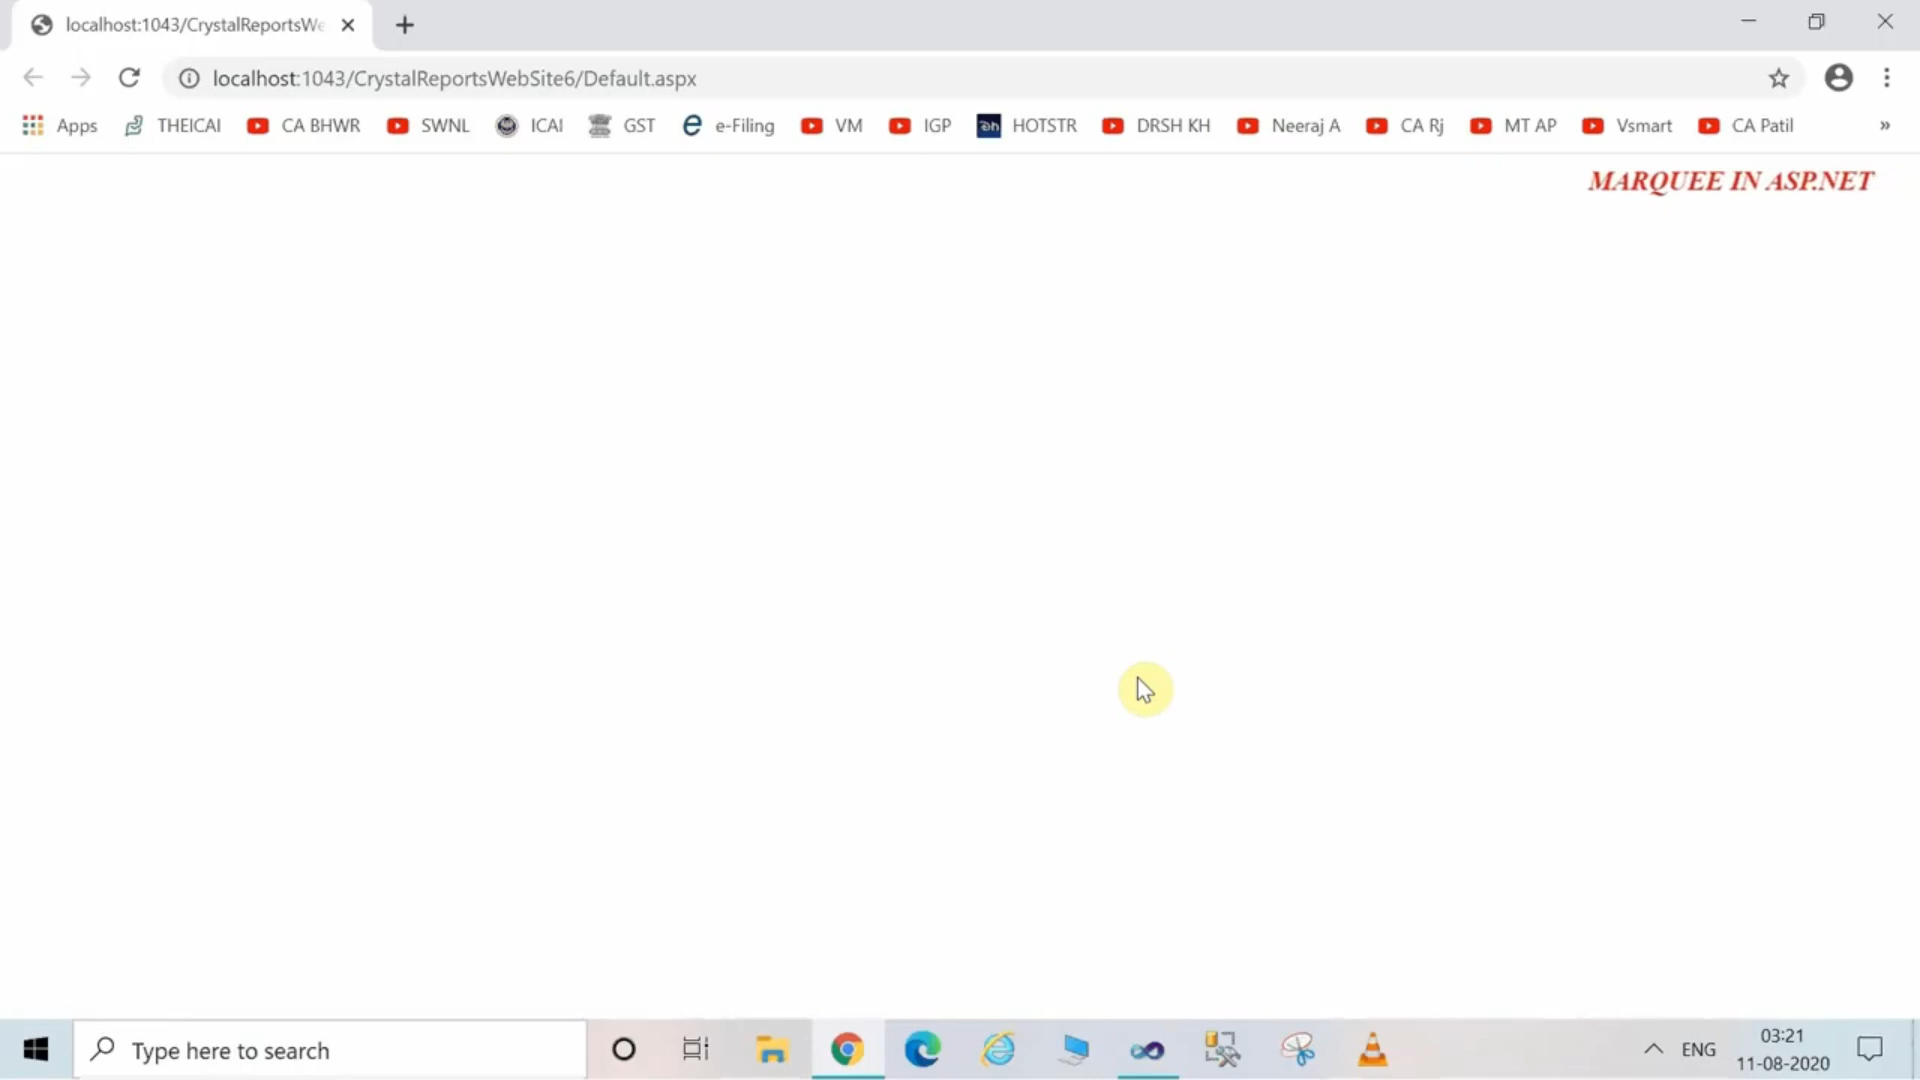 localhost:1043/CrystalReportsWe
localhost:1043/CrystalReportsWebSite6/Default.aspx
Apps THEICAI CA BHWR SWNL ICAI GST e-Filing VM IGP HOTSTR DRSH KH Neeraj A CA Rj MT AP Vsmart CA Patil »
MARQUEE IN ASP.NET
Type here to search
ENG
03:21
11-08-2020